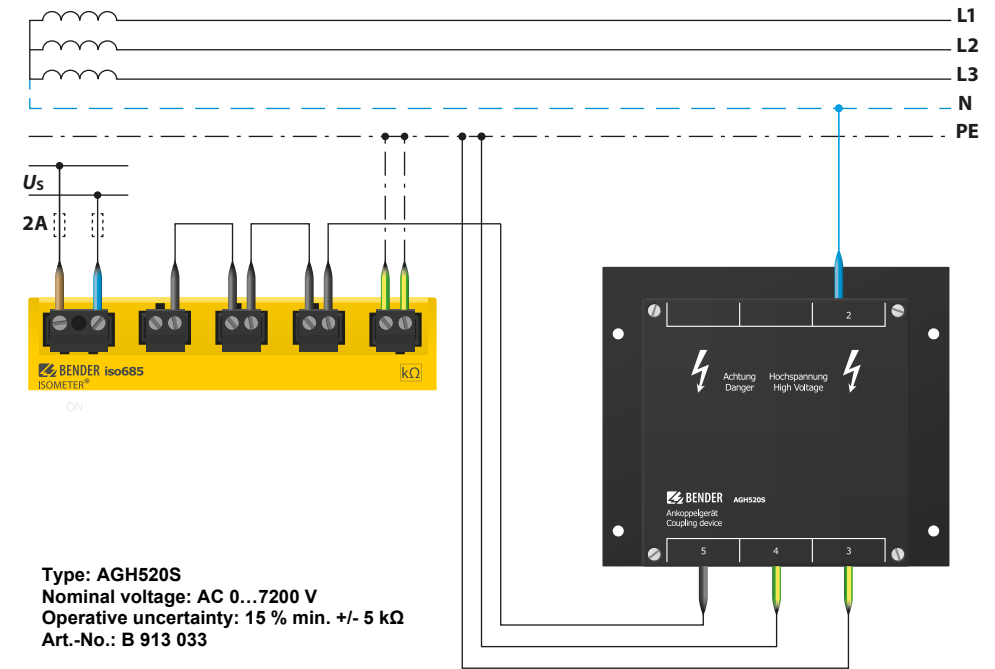 L1
L2
L3
N
PE
Us
2A
BENDER iso685
ISOMETER®
kΩ
ON
2
Achtung Hochspannung
Danger High Voltage
BENDER AGH520S
Ankoppelgerät
Coupling device
5 4 3
Type: AGH520S
Nominal voltage: AC 0…7200 V
Operative uncertainty: 15 % min. +/- 5 kΩ
Art.-No.: B 913 033